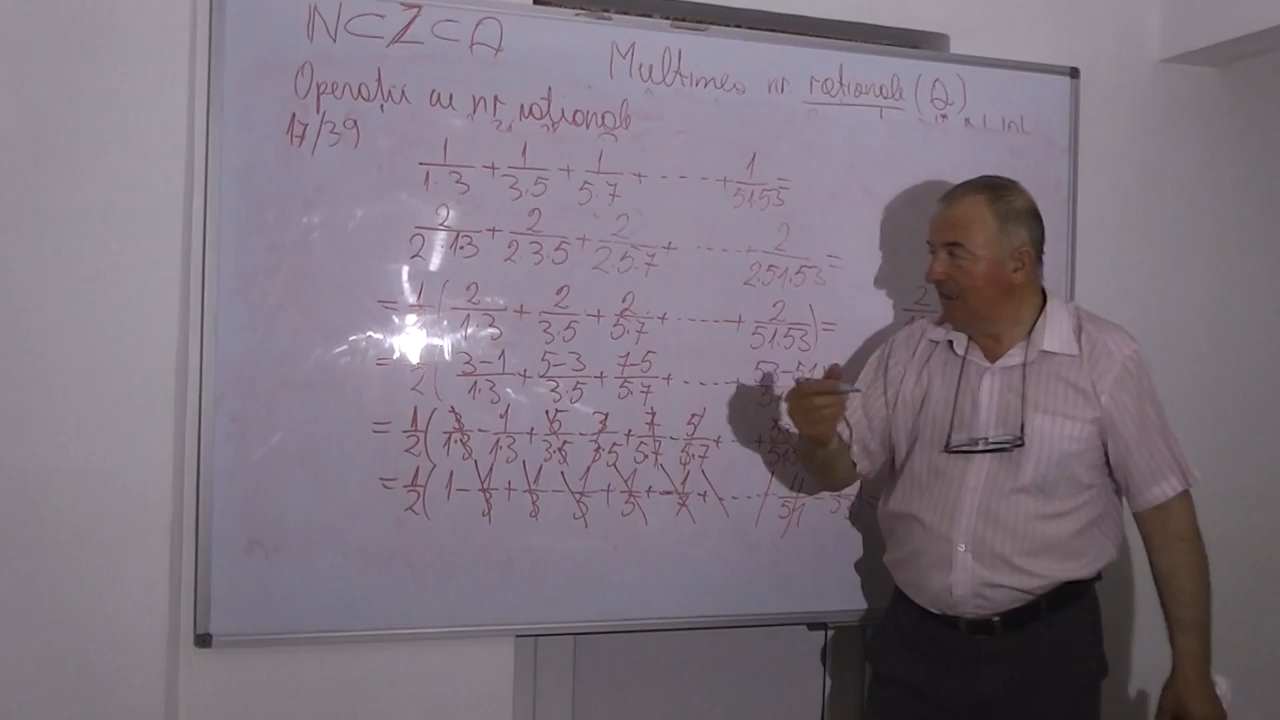 N⊂Z⊂Q
Multimea nr. raționale (Q)
Operații cu nr raționale
17/39
1/1·3 + 1/3·5 + 1/5·7 + ----- + 1/51·53 =
2/2·1·3 + 2/2·3·5 + 2/2·5·7 + ----- + 2/2·51·53 =
= 1/2 ( 2/1·3 + 2/3·5 + 2/5·7 + ----- + 2/51·53 ) =
= 1/2 ( 3-1/1·3 + 5-3/3·5 + 7-5/5·7 + ----- + 53-51
= 1/2 ( 3/1·3 - 1/1·3 + 5/3·5 - 3/3·5 + 7/5·7 - 5/5·7 + ---
= 1/2 ( 1 - 1/3 + 1/3 - 1/5 + 1/5 - 1/7 + ----- 1/51